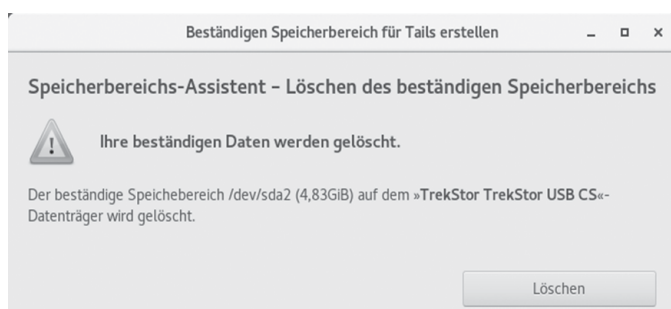 Beständigen Speicherbereich für Tails erstellen
Speicherbereichs-Assistent – Löschen des beständigen Speicherbereichs
Ihre beständigen Daten werden gelöscht.
Der beständige Speichebereich /dev/sda2 (4,83GiB) auf dem »TrekStor TrekStor USB CS«-
Datenträger wird gelöscht.
Löschen